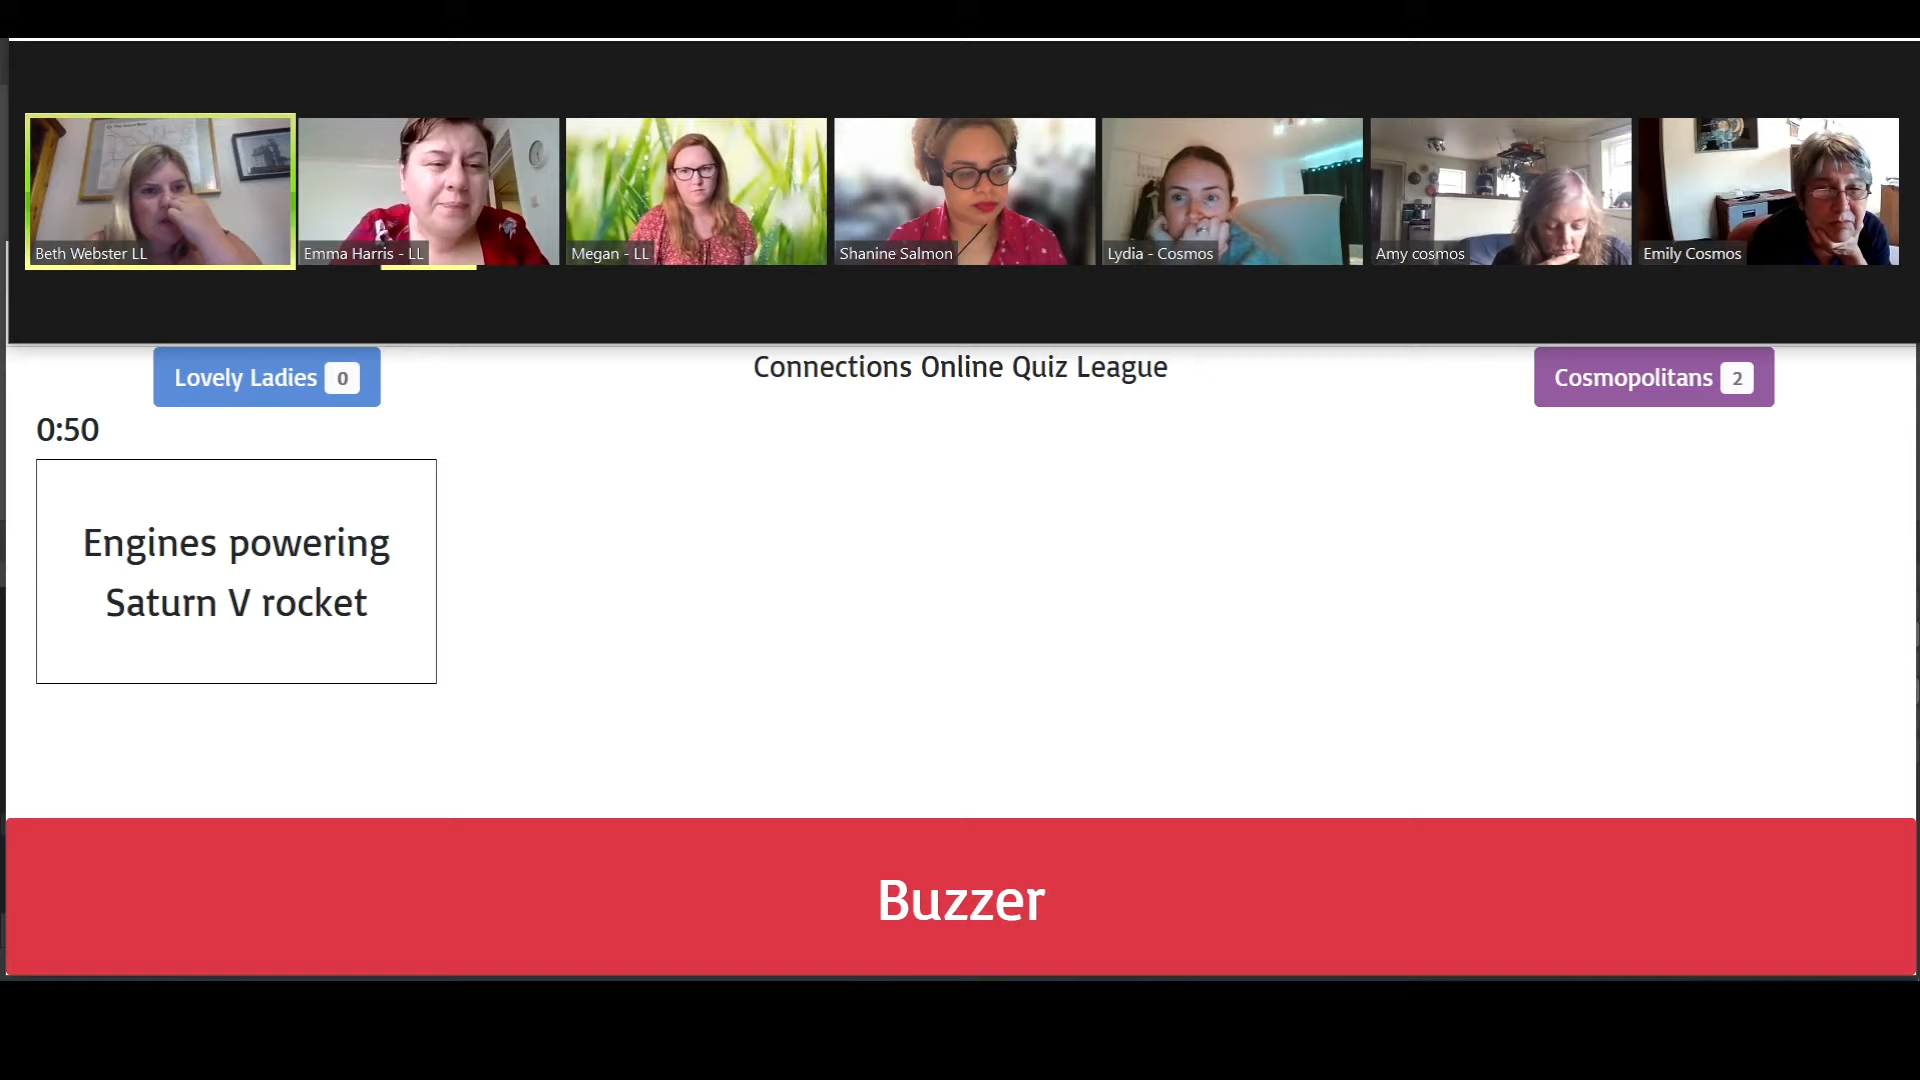 Beth Webster LL
Emma Harris - LL
Megan - LL
Shanine Salmon
Lydia - Cosmos
Amy cosmos
Emily Cosmos
Lovely Ladies 0
Connections Online Quiz League
Cosmopolitans 2
0:50
Engines powering
Saturn V rocket
Buzzer